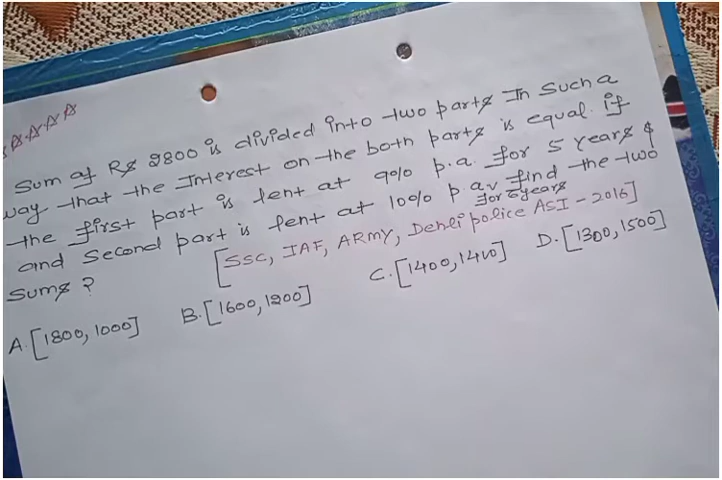 Sum of Rs 2800 is divided into two parts In such a
way that the Interest on the both parts is equal. if
the first part is lent at 9% p.a. for 5 years &
and second part is lent at 10% p.a for 6 years find the two
sums ?
[SSC, IAF, ARMY, Dehli police ASI - 2016]
A.[1800, 1000] B.[1600, 1200] C.[1400, 1400] D.[1300, 1500]